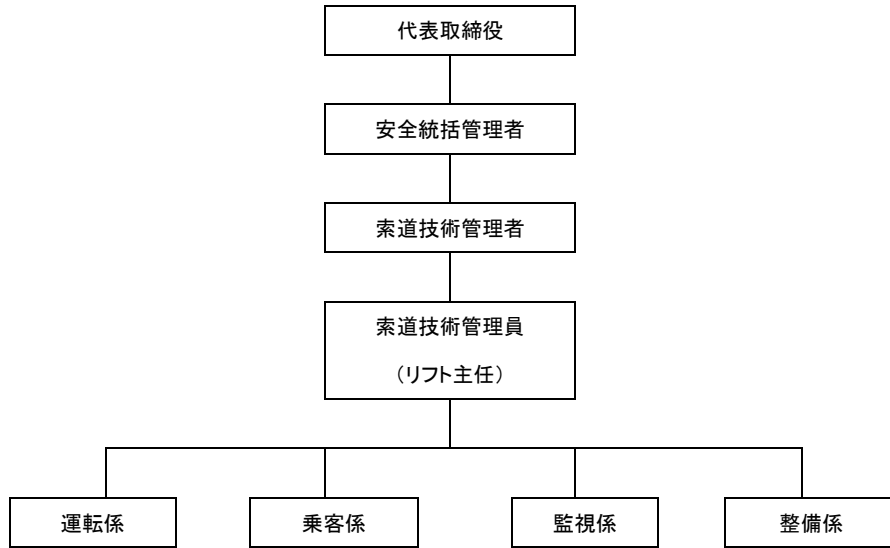 代表取締役
安全統括管理者
索道技術管理者
索道技術管理員
（リフト主任）
運転係
乗客係
監視係
整備係